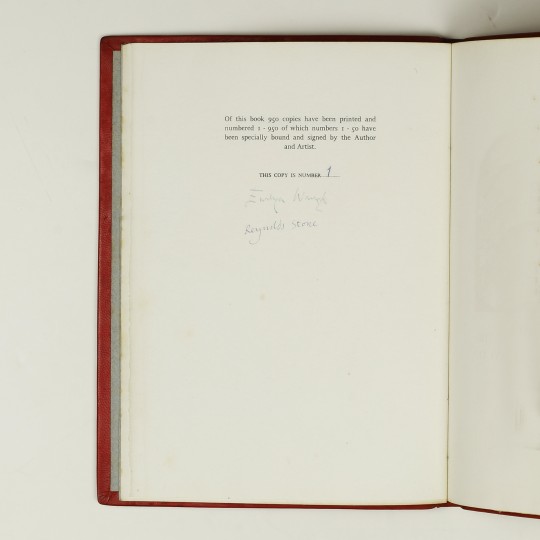 Of this book 950 copies have been printed and
numbered 1 - 950 of which numbers 1 - 50 have
been specially bound and signed by the Author
and Artist.
THIS COPY IS NUMBER 1
Evelyn Waugh
Reynolds Stone